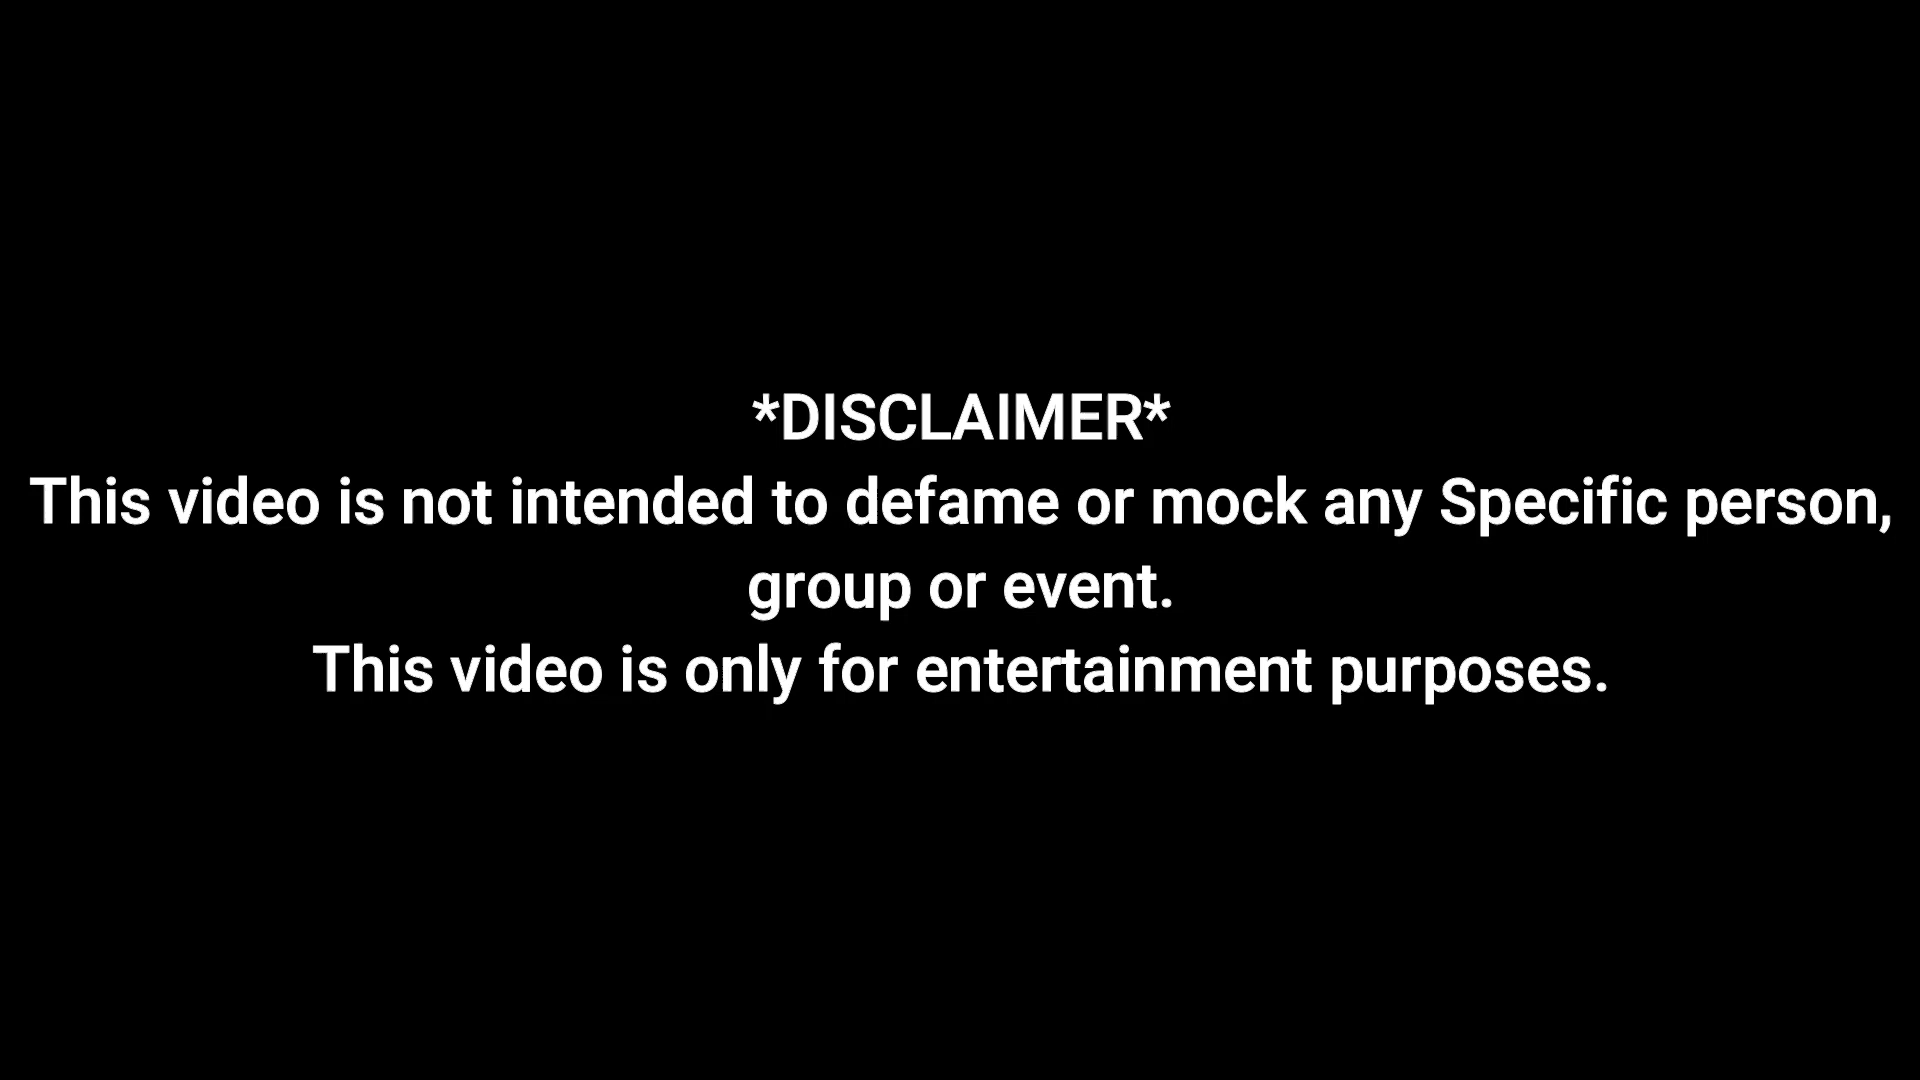 *DISCLAIMER*
This video is not intended to defame or mock any Specific person,
group or event.
This video is only for entertainment purposes.